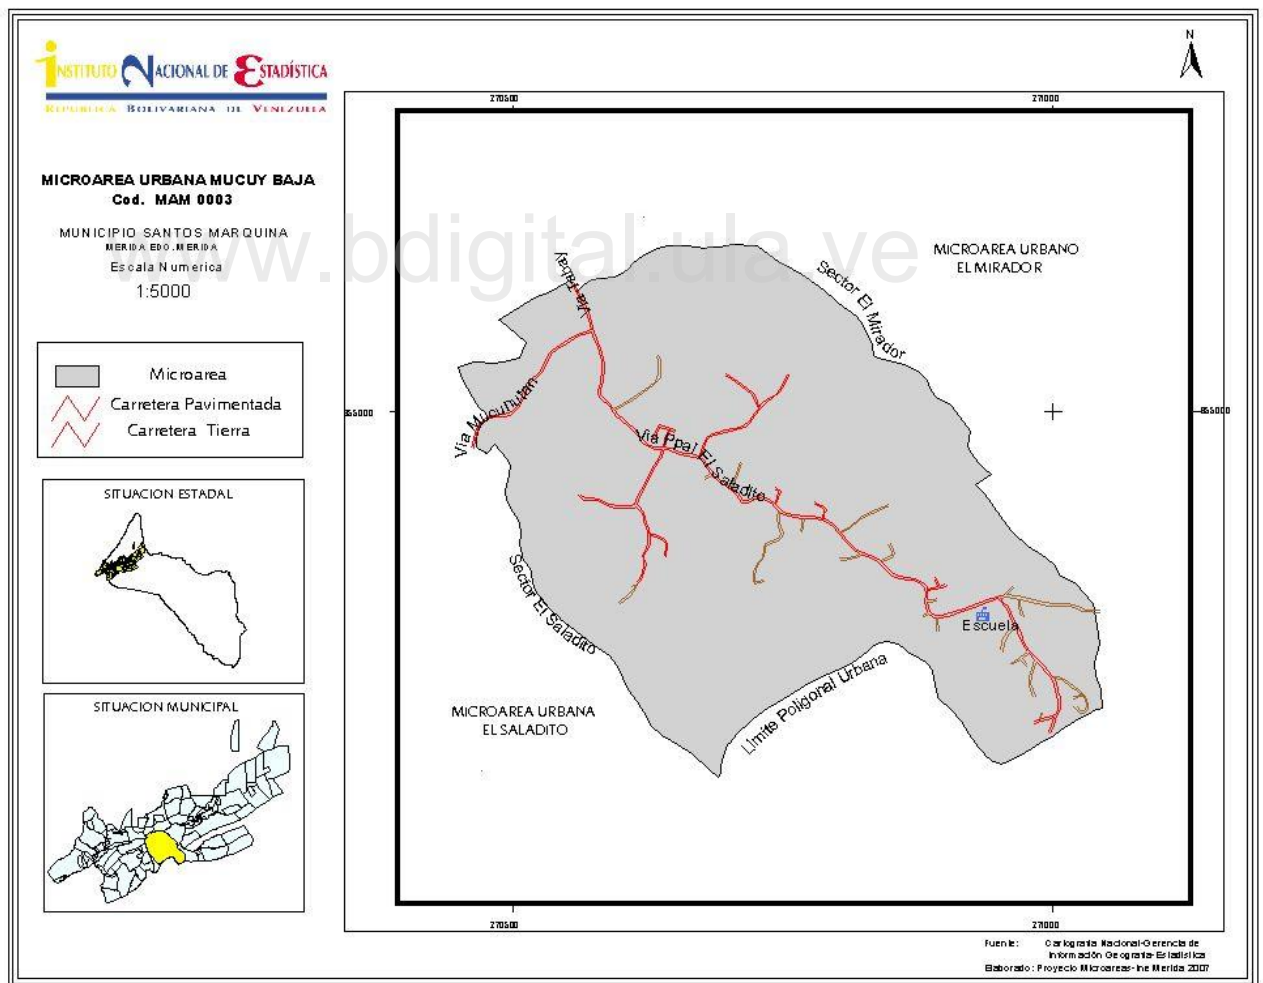 INSTITUTO NACIONAL DE ESTADÍSTICA
REPUBLICA BOLIVARIANA DE VENEZUELA
MICROAREA URBANA MUCUY BAJA
Cod. MAM 0003
MUNICIPIO SANTOS MARQUINA
MERIDA EDO. MERIDA
Escala Numerica
1:5000
Microarea
Carretera Pavimentada
Carretera Tierra
SITUACION ESTADAL
SITUACION MUNICIPAL
N
270500
271000
www.bdigital.ula.ve
MICROAREA URBANO
EL MIRADOR
Sector El Mirador
Via Tabay
Via Mucunutan
855000
855000
Via Ppal El Saladito
Sector El Saladito
Escuela
Limite Poligonal Urbana
MICROAREA URBANA
EL SALADITO
270500
271000
Fuente: Cartografia Nacional-Gerencia de
Información Geografia-Estadistica
Elaborado: Proyecto Microareas-Ine Merida 2007